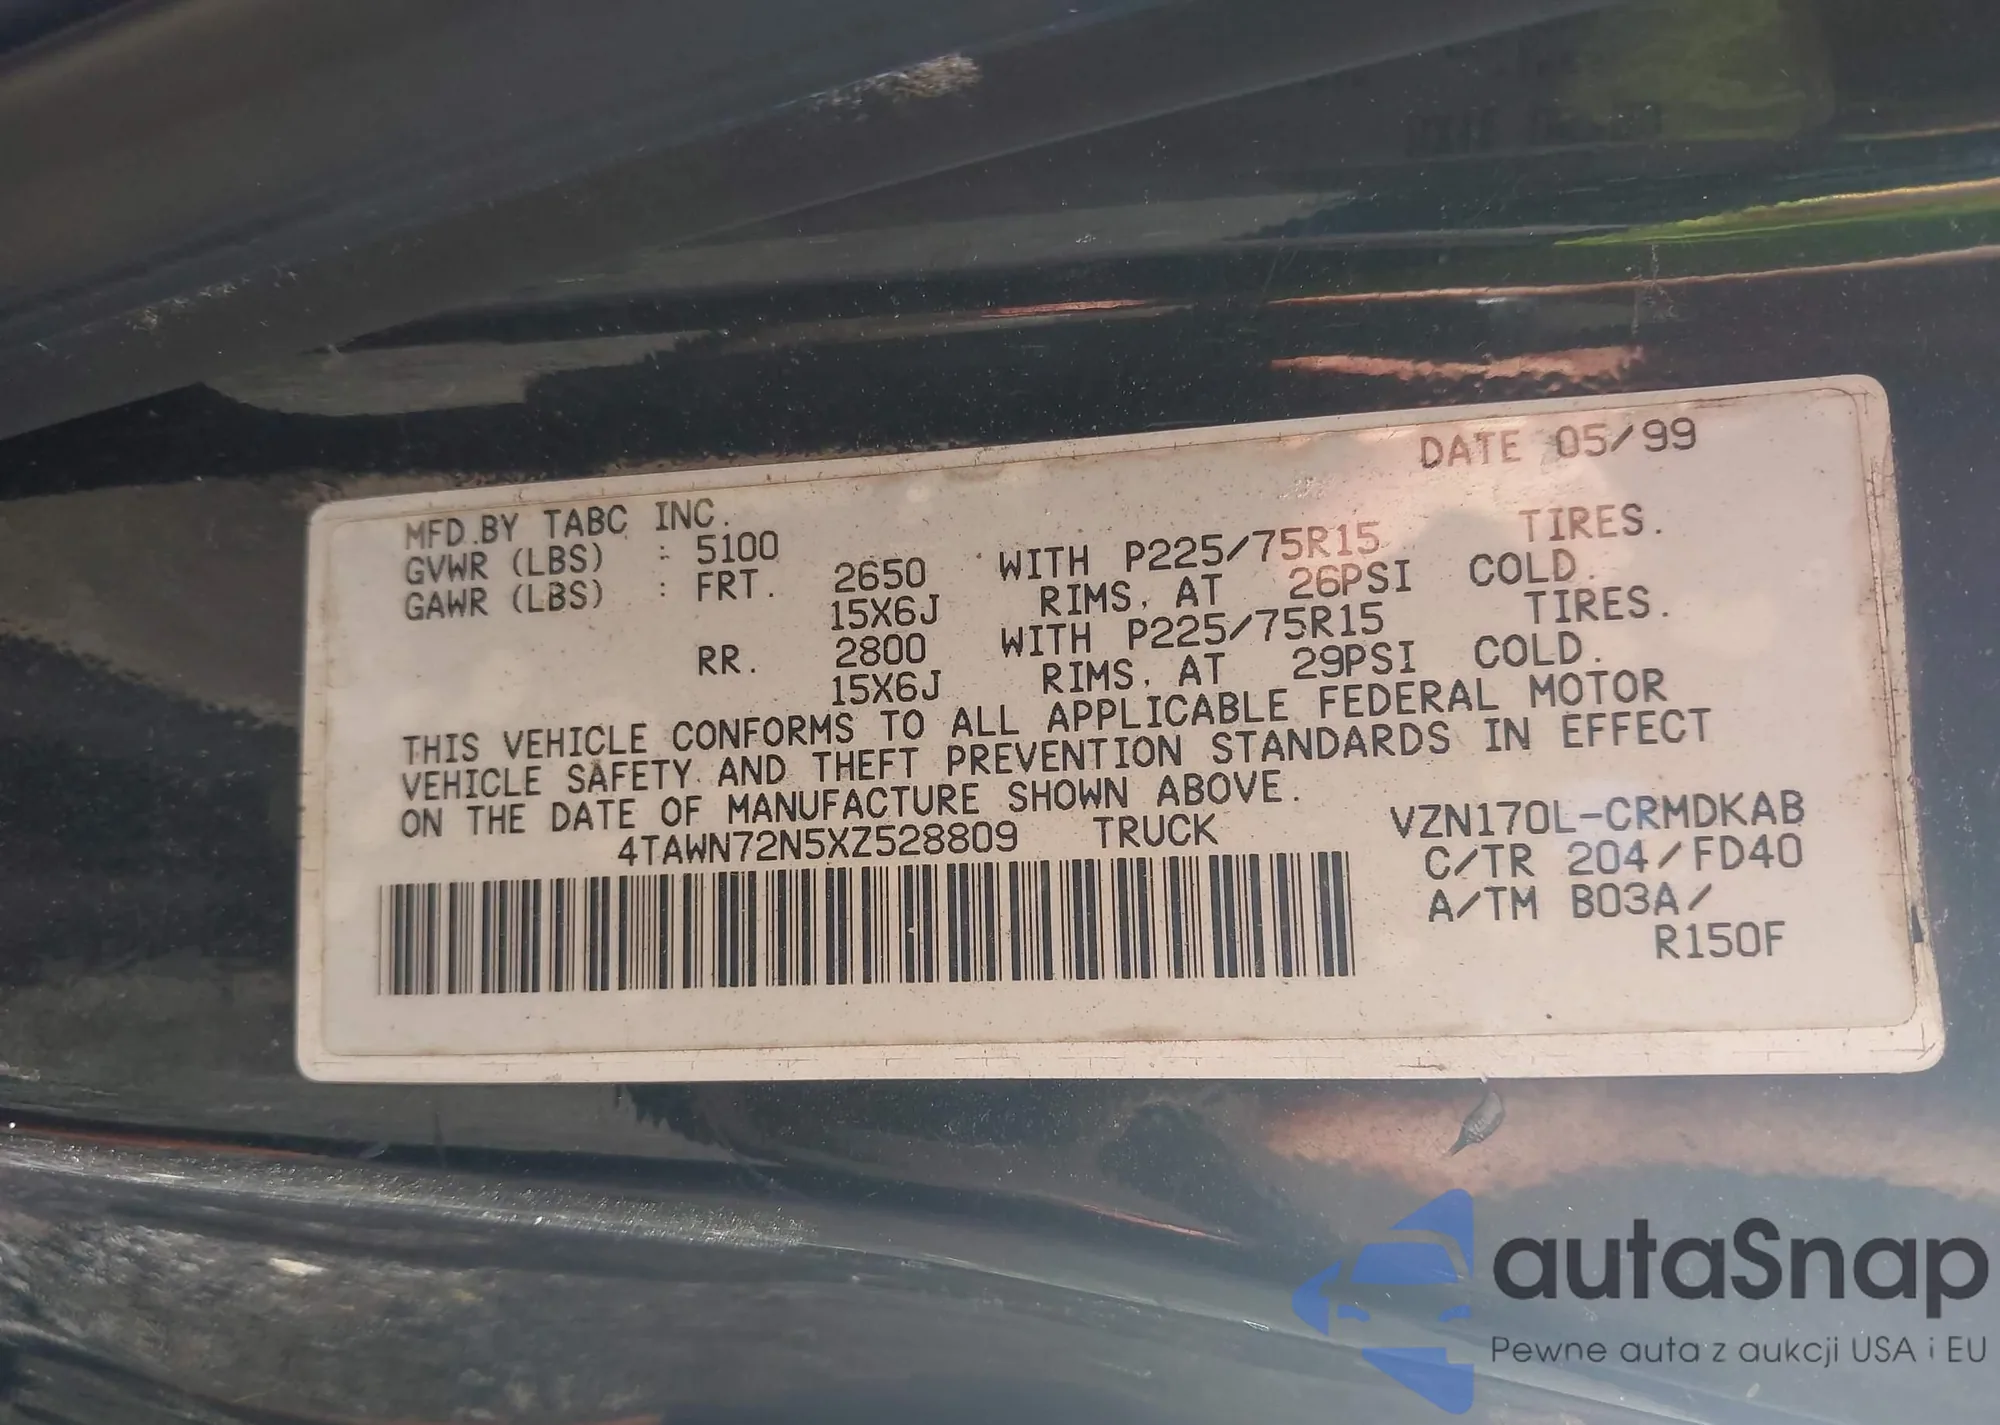 DATE 05/99
MFD.BY TABC INC.
GVWR (LBS) : 5100
GAWR (LBS) : FRT. 2650 WITH P225/75R15 TIRES.
15X6J RIMS, AT 26PSI COLD.
RR. 2800 WITH P225/75R15 TIRES.
15X6J RIMS, AT 29PSI COLD.
THIS VEHICLE CONFORMS TO ALL APPLICABLE FEDERAL MOTOR
VEHICLE SAFETY AND THEFT PREVENTION STANDARDS IN EFFECT
ON THE DATE OF MANUFACTURE SHOWN ABOVE.
4TAWN72N5XZ528809 TRUCK VZN170L-CRMDKAB
C/TR 204/FD40
A/TM B03A/
R150F
autaSnap
Pewne auta z aukcji USA i EU